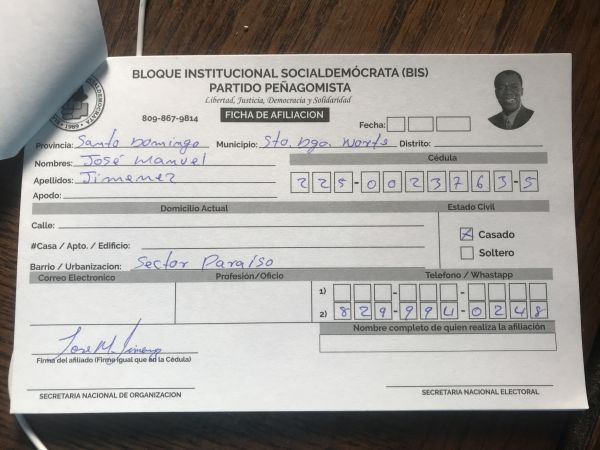 BLOQUE INSTITUCIONAL SOCIALDEMÓCRATA (BIS)
PARTIDO PEÑAGOMISTA
Libertad, Justicia, Democracia y Solidaridad
809-867-9814
FICHA DE AFILIACION
Fecha:
Provincia: Santo Domingo Municipio: Sto. Dgo. Norte Distrito:
Nombres: José Manuel
Cédula
Apellidos: Jimenez
225-0023763-5
Apodo:
Domicilio Actual
Estado Civil
Calle:
Casado
#Casa / Apto. / Edificio:
Soltero
Barrio / Urbanizacion: Sector Paraíso
Correo Electronico Profesión/Oficio Telefono / Whastapp
1) - -
2) 829-994-0248
Nombre completo de quien realiza la afiliación
Jose M. Jimenez
Firma del afiliado (Firma igual que en la Cédula)
SECRETARIA NACIONAL DE ORGANIZACION
SECRETARIA NACIONAL ELECTORAL